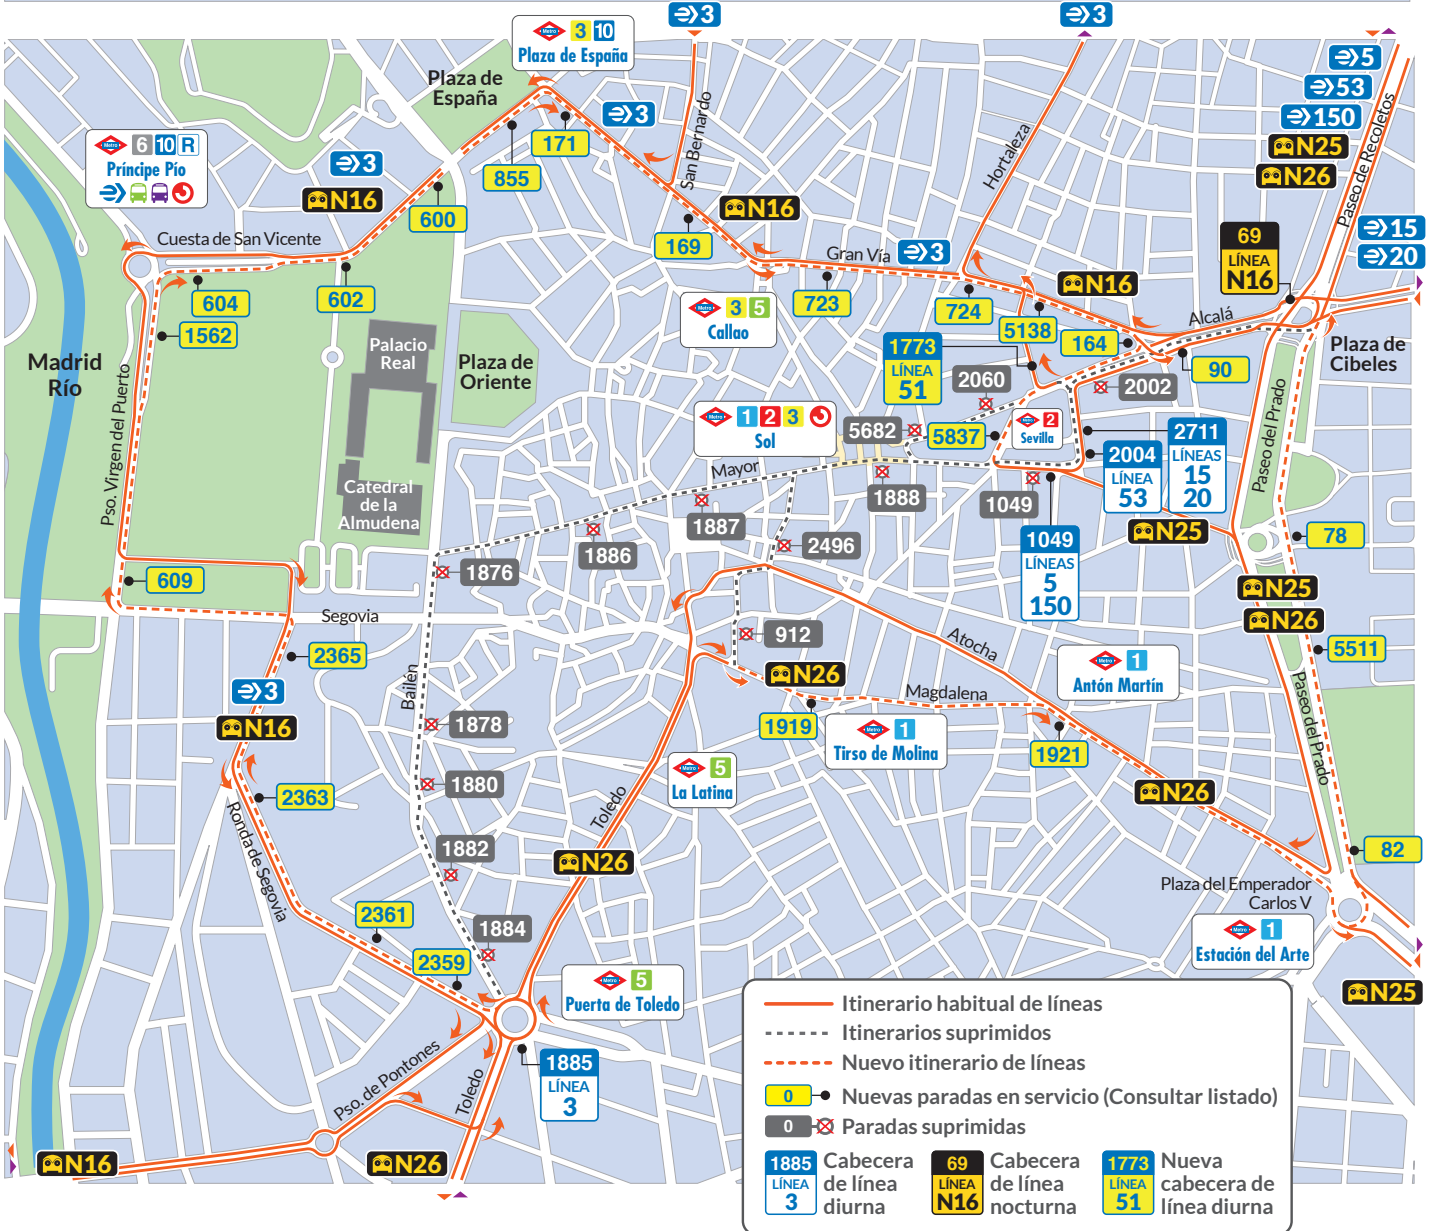 3
3
Metro 3 10
Plaza de España
Plaza de
España
5
53
150
N25
N26
3
171
855
San Bernardo
Hortaleza
Paseo de Recoletos
Metro 6 10 R
Príncipe Pío
3
N16
600
N16
69
LÍNEA
N16
15
20
Cuesta de San Vicente
169
Gran Vía
3
N16
604
602
723
724
5138
164
Alcalá
1562
Metro 3 5
Callao
Palacio
Real
Plaza de
Oriente
1773
LÍNEA
51
2060
2002
90
Plaza de
Cibeles
Madrid
Río
Pso. Virgen del Puerto
Metro 1 2 3
Sol
5682
5837
Metro 2
Sevilla
2711
LÍNEAS
15
20
2004
LÍNEA
53
Paseo del Prado
Mayor
Catedral
de la
Almudena
1888
1049
1887
1886
2496
1049
LÍNEAS
5
150
N25
78
1876
609
N25
N26
Segovia
912
Atocha
5511
2365
Metro 1
Antón Martín
3
N16
N26
Magdalena
Bailén
1878
1919
Metro 1
Tirso de Molina
1921
Paseo del Prado
Metro 5
La Latina
1880
2363
N26
Toledo
Ronda de Segovia
1882
N26
82
Plaza del Emperador
Carlos V
2361
1884
Metro 1
Estación del Arte
2359
Metro 5
Puerta de Toledo
N25
Pso. de Pontones
Toledo
1885
LÍNEA
3
N16
N26
Itinerario habitual de líneas
Itinerarios suprimidos
Nuevo itinerario de líneas
0 Nuevas paradas en servicio (Consultar listado)
0 Paradas suprimidas
1885
LÍNEA
3
Cabecera
de línea
diurna
69
LÍNEA
N16
Cabecera
de línea
nocturna
1773
LÍNEA
51
Nueva
cabecera de
línea diurna